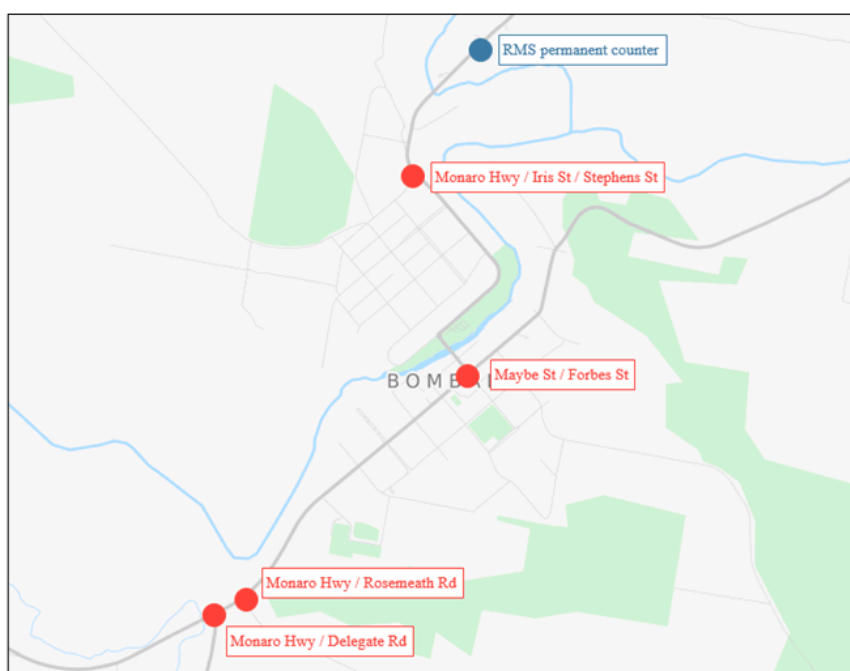 RMS permanent counter
Monaro Hwy / Iris St / Stephens St
Maybe St / Forbes St
Monaro Hwy / Rosemeath Rd
Monaro Hwy / Delegate Rd